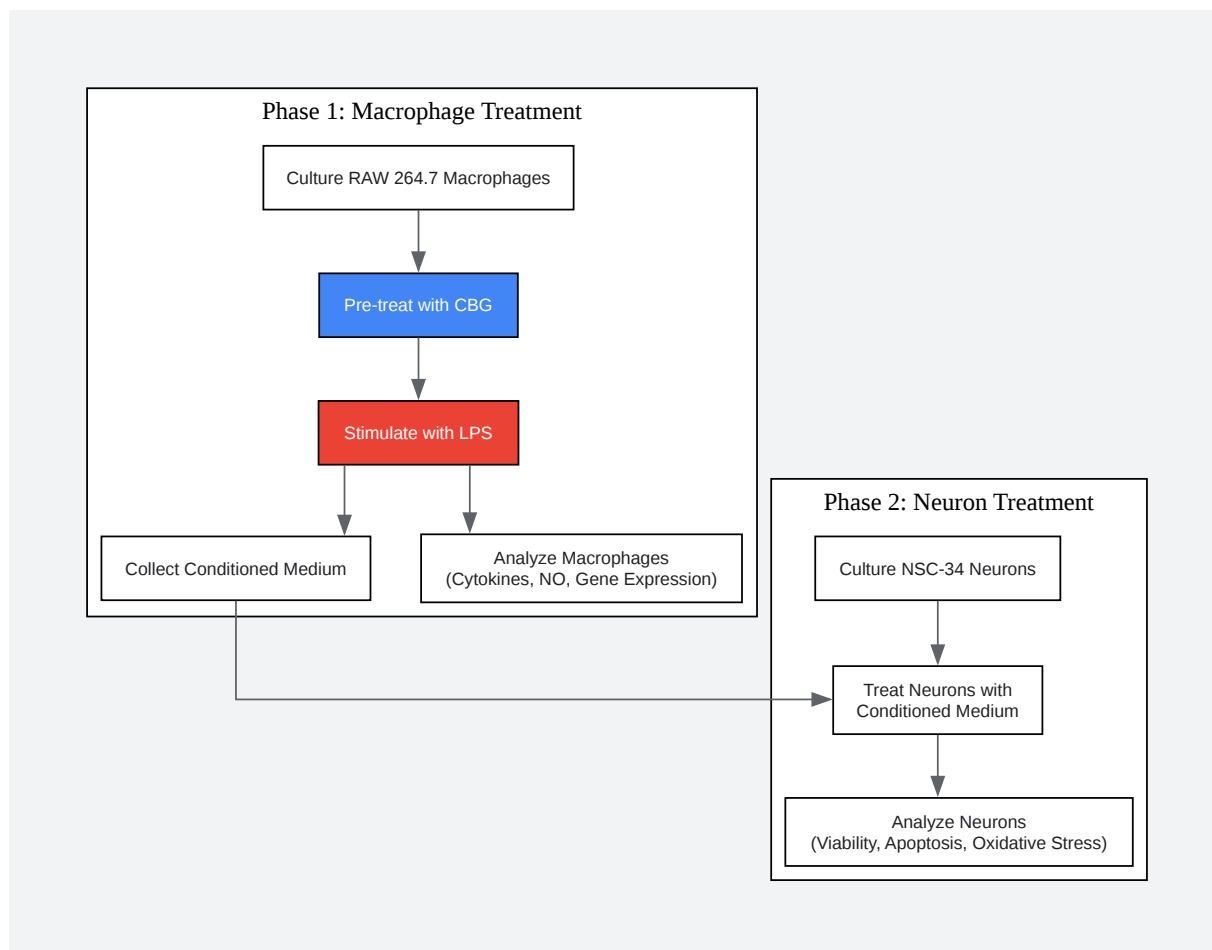 Phase 1: Macrophage Treatment
Culture RAW 264.7 Macrophages
Pre-treat with CBG
Stimulate with LPS
Collect Conditioned Medium
Analyze Macrophages
(Cytokines, NO, Gene Expression)
Phase 2: Neuron Treatment
Culture NSC-34 Neurons
Treat Neurons with
Conditioned Medium
Analyze Neurons
(Viability, Apoptosis, Oxidative Stress)